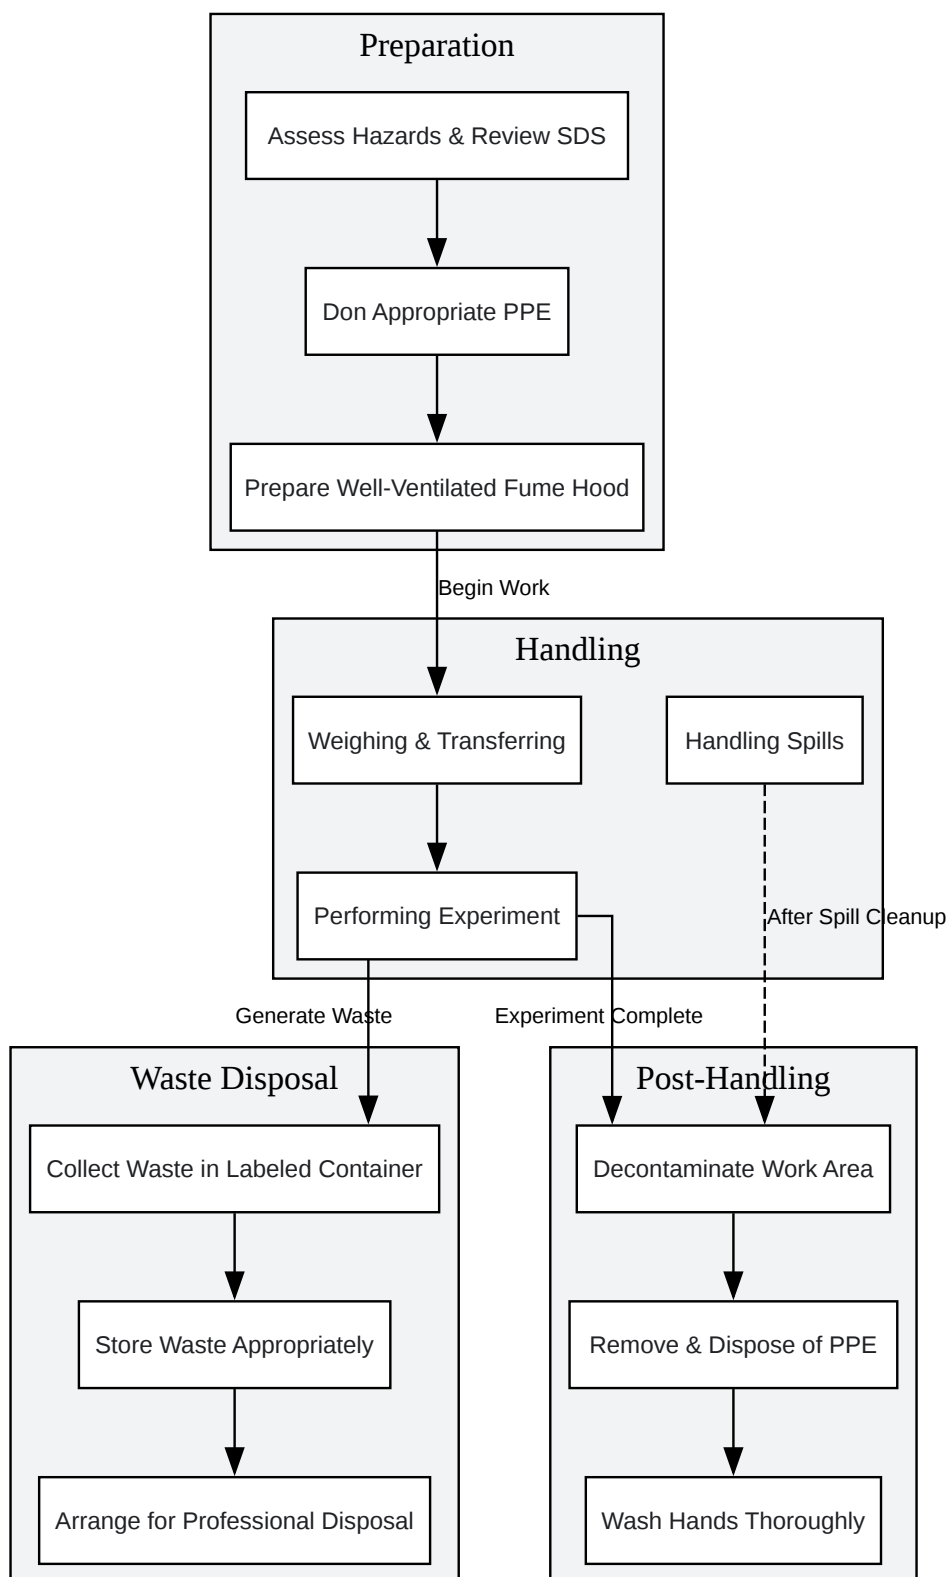 Preparation
Assess Hazards & Review SDS
Don Appropriate PPE
Prepare Well-Ventilated Fume Hood
Begin Work
Handling
Weighing & Transferring
Handling Spills
Performing Experiment
After Spill Cleanup
Generate Waste
Experiment Complete
Waste Disposal
Post-Handling
Collect Waste in Labeled Container
Decontaminate Work Area
Store Waste Appropriately
Remove & Dispose of PPE
Arrange for Professional Disposal
Wash Hands Thoroughly